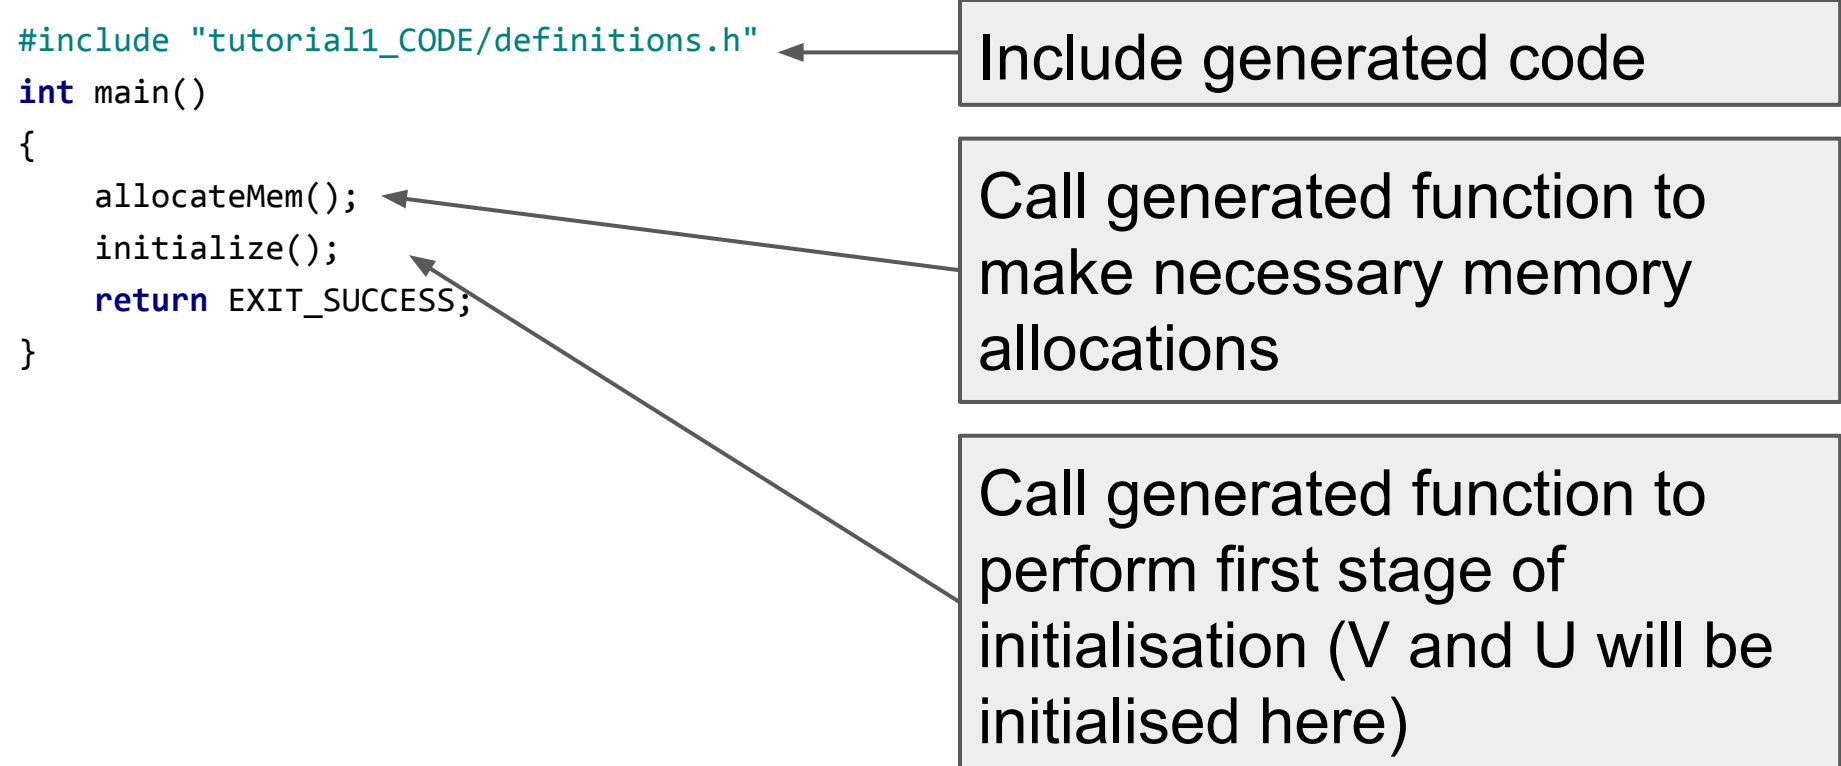 #include "tutorial1_CODE/definitions.h"
int main()
{
    allocateMem();
    initialize();
    return EXIT_SUCCESS;
}
Include generated code
Call generated function to
make necessary memory
allocations
Call generated function to
perform first stage of
initialisation (V and U will be
initialised here)